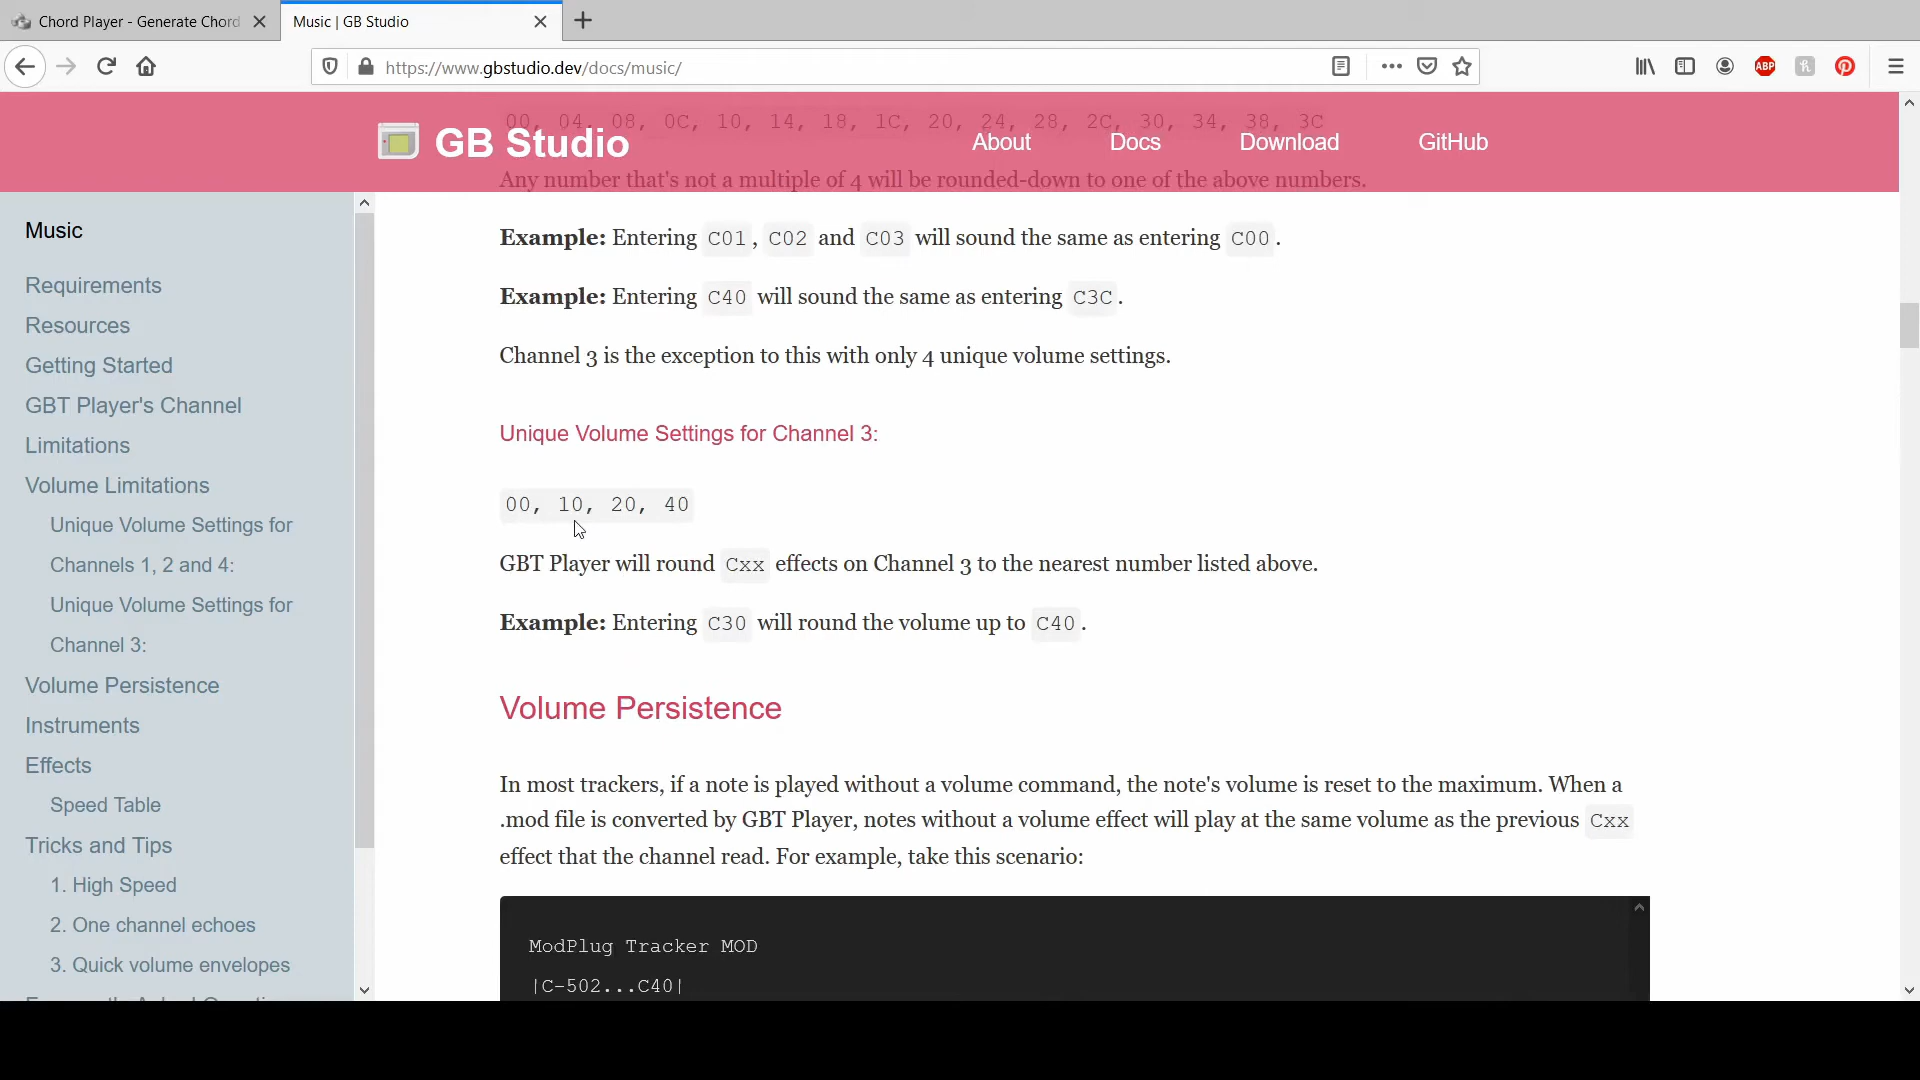 Chord Player - Generate Chord
Music | GB Studio
https://www.gbstudio.dev/docs/music/
ABP
00, 04, 08, 0C, 10, 14, 18, 1C, 20, 24, 28, 2C, 30, 34, 38, 3C
GB Studio
About
Docs
Download
GitHub
Any number that's not a multiple of 4 will be rounded-down to one of the above numbers.
Music
Requirements
Resources
Getting Started
GBT Player's Channel
Limitations
Volume Limitations
Unique Volume Settings for
Channels 1, 2 and 4:
Unique Volume Settings for
Channel 3:
Volume Persistence
Instruments
Effects
Speed Table
Tricks and Tips
1. High Speed
2. One channel echoes
3. Quick volume envelopes
Example: Entering C01, C02 and C03 will sound the same as entering C00.
Example: Entering C40 will sound the same as entering C3C.
Channel 3 is the exception to this with only 4 unique volume settings.
Unique Volume Settings for Channel 3:
00, 10, 20, 40
GBT Player will round Cxx effects on Channel 3 to the nearest number listed above.
Example: Entering C30 will round the volume up to C40.
Volume Persistence
In most trackers, if a note is played without a volume command, the note's volume is reset to the maximum. When a
.mod file is converted by GBT Player, notes without a volume effect will play at the same volume as the previous Cxx
effect that the channel read. For example, take this scenario:
ModPlug Tracker MOD
|C-502...C40|